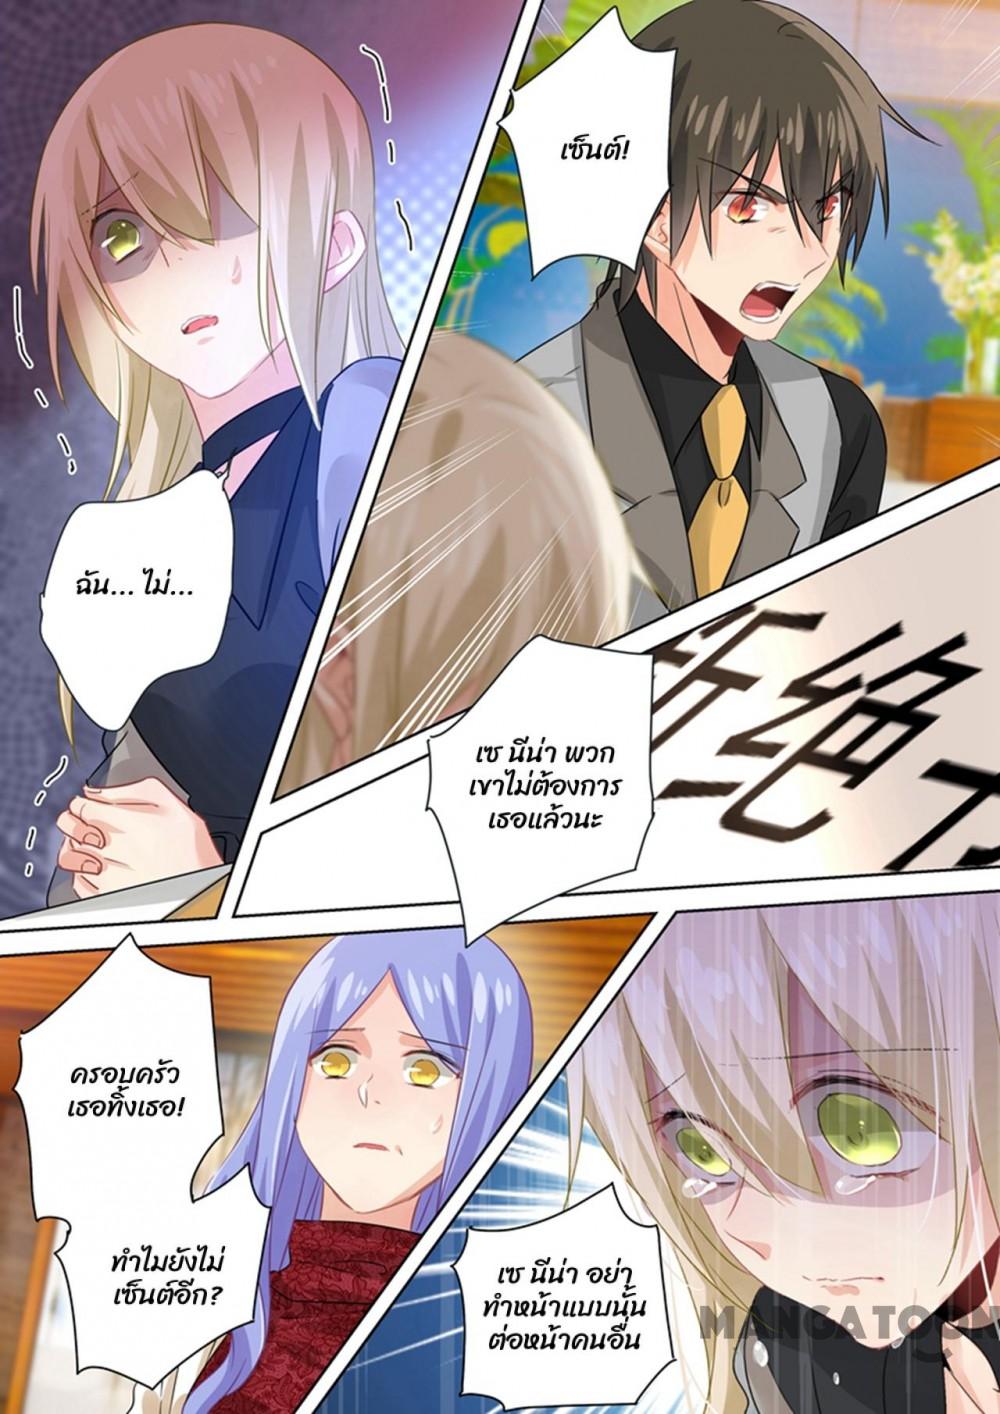 เซ็นต์!
ฉัน... ไม่...
เซ นีน่า พวก
เขาไม่ต้องการ
เธอแล้วนะ
绝
ครอบครัว
เธอทิ้งเธอ!
ทำไมยังไม่
เซ็นต์อีก?
เซ นีน่า อย่า
ทำหน้าแบบนั้น
ต่อหน้าคนอื่น
MANGATOON